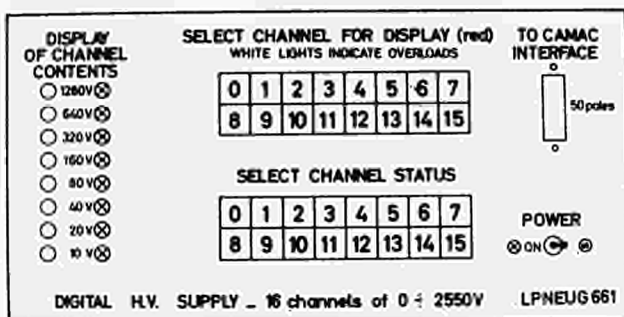 DISPLAY
OF CHANNEL
CONTENTS
1280V
640V
320V
160V
80V
40V
20V
10V
SELECT CHANNEL FOR DISPLAY (red)
WHITE LIGHTS INDICATE OVERLOADS
0 1 2 3 4 5 6 7
8 9 10 11 12 13 14 15
SELECT CHANNEL STATUS
0 1 2 3 4 5 6 7
8 9 10 11 12 13 14 15
TO CAMAC
INTERFACE
50 poles
POWER
ON
DIGITAL H.V. SUPPLY _ 16 channels of 0 ÷ 2550V LPNEUG 661